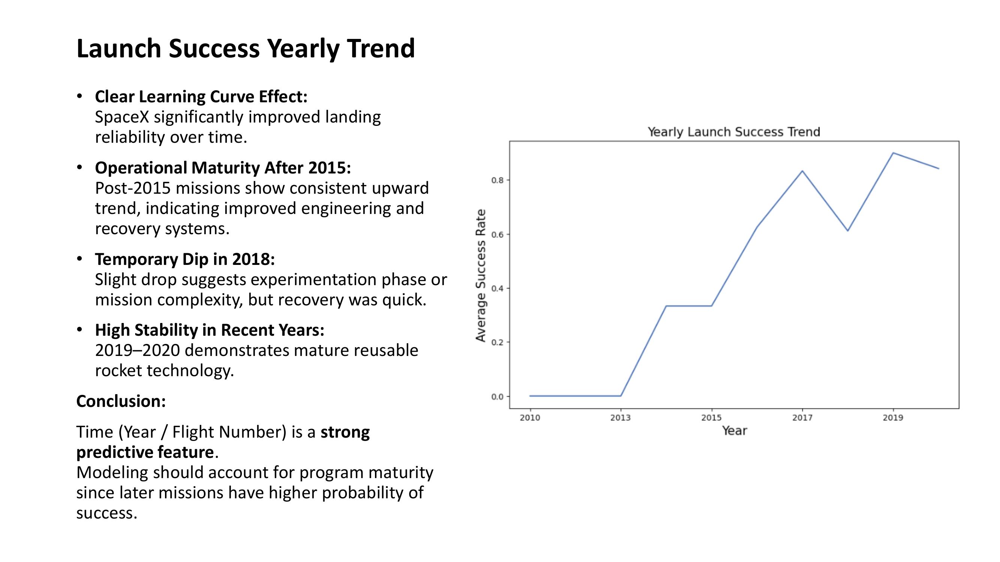 Launch Success Yearly Trend
• Clear Learning Curve Effect:
SpaceX significantly improved landing
reliability over time.
• Operational Maturity After 2015:
Post-2015 missions show consistent upward
trend, indicating improved engineering and
recovery systems.
• Temporary Dip in 2018:
Slight drop suggests experimentation phase or
mission complexity, but recovery was quick.
• High Stability in Recent Years:
2019–2020 demonstrates mature reusable
rocket technology.
Conclusion:
Time (Year / Flight Number) is a strong
predictive feature.
Modeling should account for program maturity
since later missions have higher probability of
success.
Yearly Launch Success Trend
Average Success Rate
0.8
0.6
0.4
0.2
0.0
2010 2013 2015 2017 2019
Year